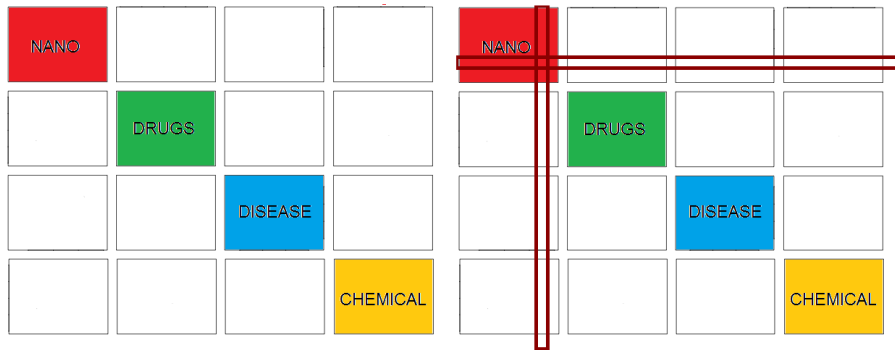 NANO
DRUGS
DISEASE
CHEMICAL
NANO
DRUGS
DISEASE
CHEMICAL